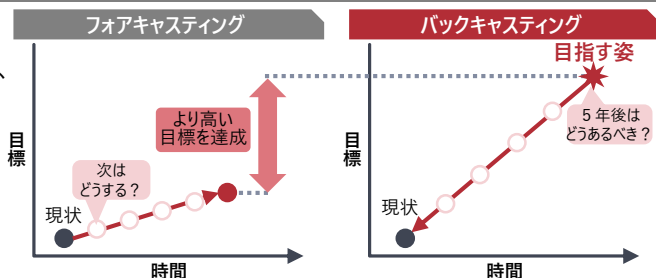 フォアキャスティング
、
目標
より高い
目標を達成
次は
どうする？
現状
時間
バックキャスティング
目指す姿
目標
5年後は
どうあるべき？
現状
時間